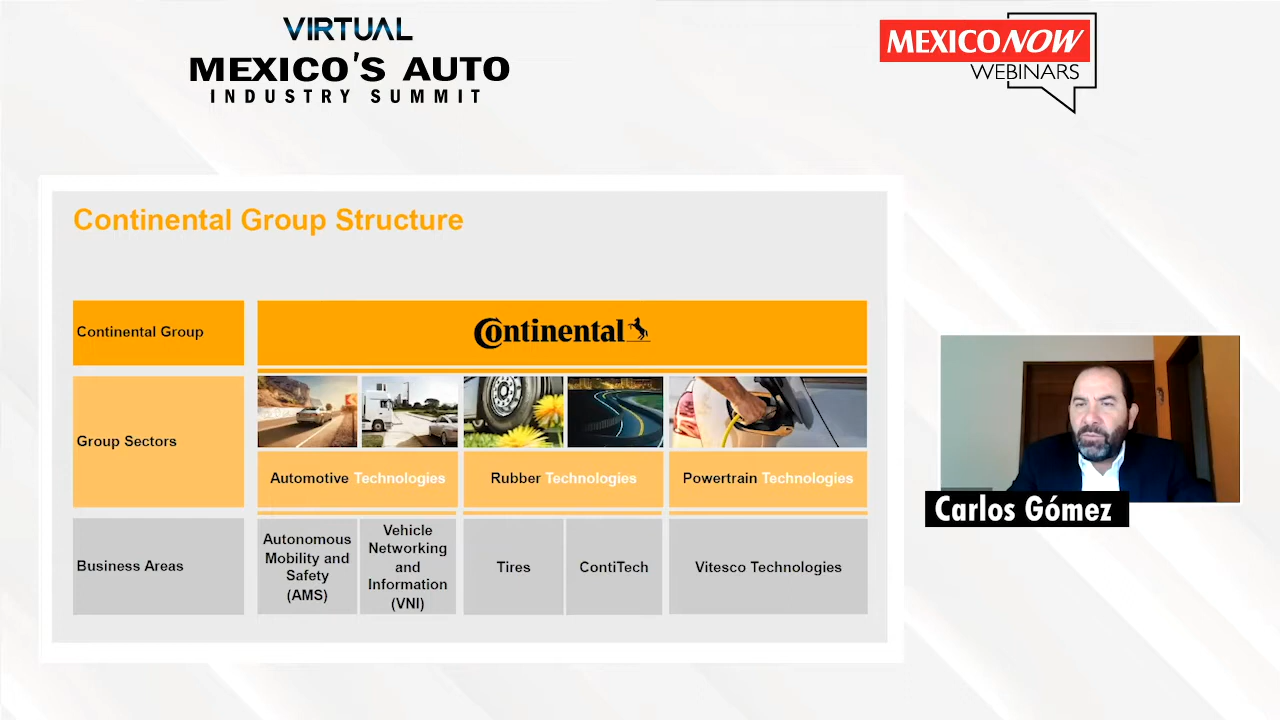 VIRTUAL
MEXICO'S AUTO
INDUSTRY SUMMIT
MEXICONOW
WEBINARS
Continental Group Structure
Continental Group
Continental
Group Sectors
Automotive Technologies
Rubber Technologies
Powertrain Technologies
Business Areas
Autonomous
Mobility and
Safety
(AMS)
Vehicle
Networking
and
Information
(VNI)
Tires
ContiTech
Vitesco Technologies
Carlos Gómez